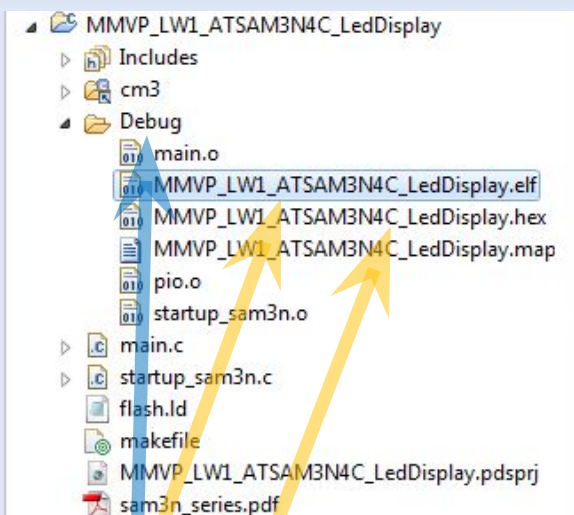 MMVP_LW1_ATSAM3N4C_LedDisplay
Includes
cm3
Debug
main.o
MMVP_LW1_ATSAM3N4C_LedDisplay.elf
MMVP_LW1_ATSAM3N4C_LedDisplay.hex
MMVP_LW1_ATSAM3N4C_LedDisplay.map
pio.o
startup_sam3n.o
main.c
startup_sam3n.c
flash.ld
makefile
MMVP_LW1_ATSAM3N4C_LedDisplay.pdsprj
sam3n_series.pdf